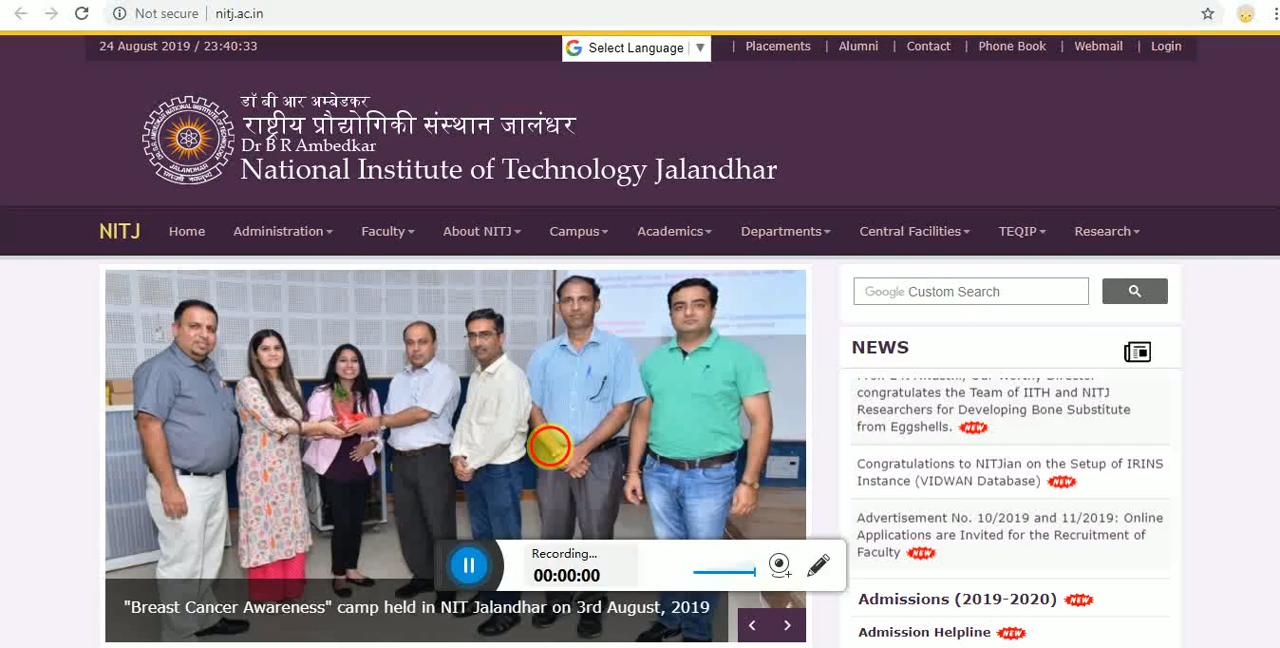 Not secure | nitj.ac.in
24 August 2019 / 23:40:33
Select Language ▼
| Placements | Alumni | Contact | Phone Book | Webmail | Login
डॉ बी आर अम्बेडकर
राष्ट्रीय प्रौद्योगिकी संस्थान जालंधर
Dr B R Ambedkar
National Institute of Technology Jalandhar
JALANDHAR
NITJ Home Administration Faculty About NITJ Campus Academics Departments Central Facilities TEQIP Research
Google Custom Search
NEWS
congratulates the Team of IITH and NITJ
Researchers for Developing Bone Substitute
from Eggshells. NEW
Congratulations to NITJian on the Setup of IRINS
Instance (VIDWAN Database) NEW
Advertisement No. 10/2019 and 11/2019: Online
Applications are Invited for the Recruitment of
Faculty NEW
Admissions (2019-2020) NEW
Admission Helpline NEW
Recording...
00:00:00
"Breast Cancer Awareness" camp held in NIT Jalandhar on 3rd August, 2019